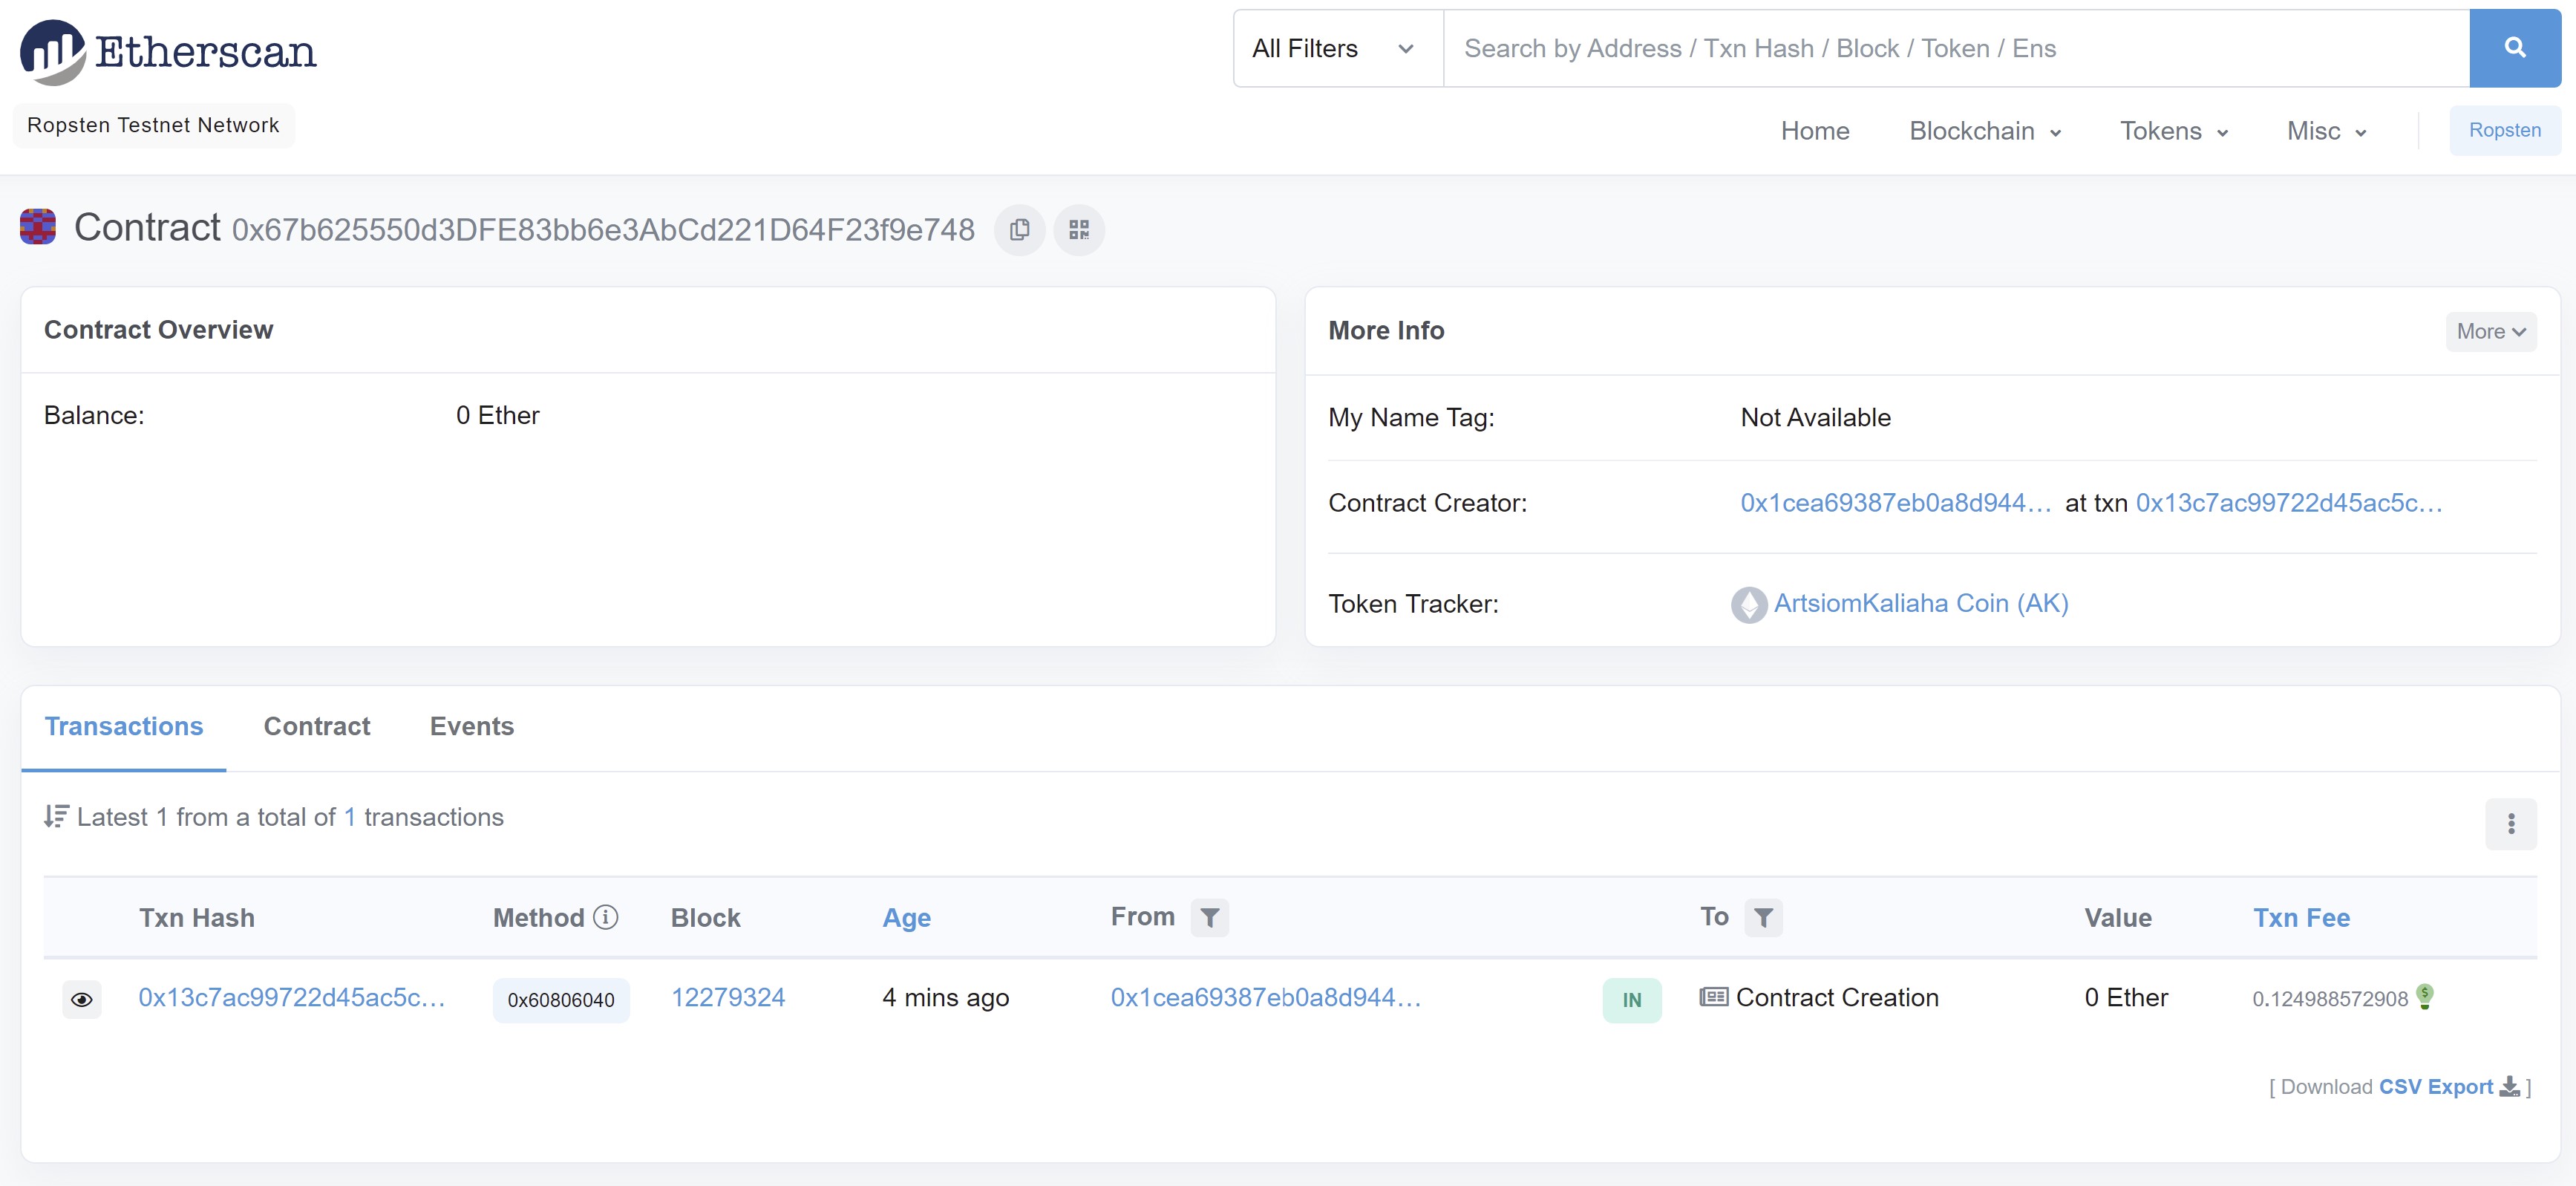 Etherscan
All Filters
Search by Address / Txn Hash / Block / Token / Ens
Ropsten Testnet Network
Home Blockchain Tokens Misc Ropsten
Contract 0x67b625550d3DFE83bb6e3AbCd221D64F23f9e748
Contract Overview
Balance: 0 Ether
More Info
More
My Name Tag: Not Available
Contract Creator: 0x1cea69387eb0a8d944... at txn 0x13c7ac99722d45ac5c...
Token Tracker: ArtsiomKaliaha Coin (AK)
Transactions Contract Events
Latest 1 from a total of 1 transactions
Txn Hash Method Block Age From To Value Txn Fee
0x13c7ac99722d45ac5c... 0x60806040 12279324 4 mins ago 0x1cea69387eb0a8d944... IN Contract Creation 0 Ether 0.124988572908
[ Download CSV Export ]